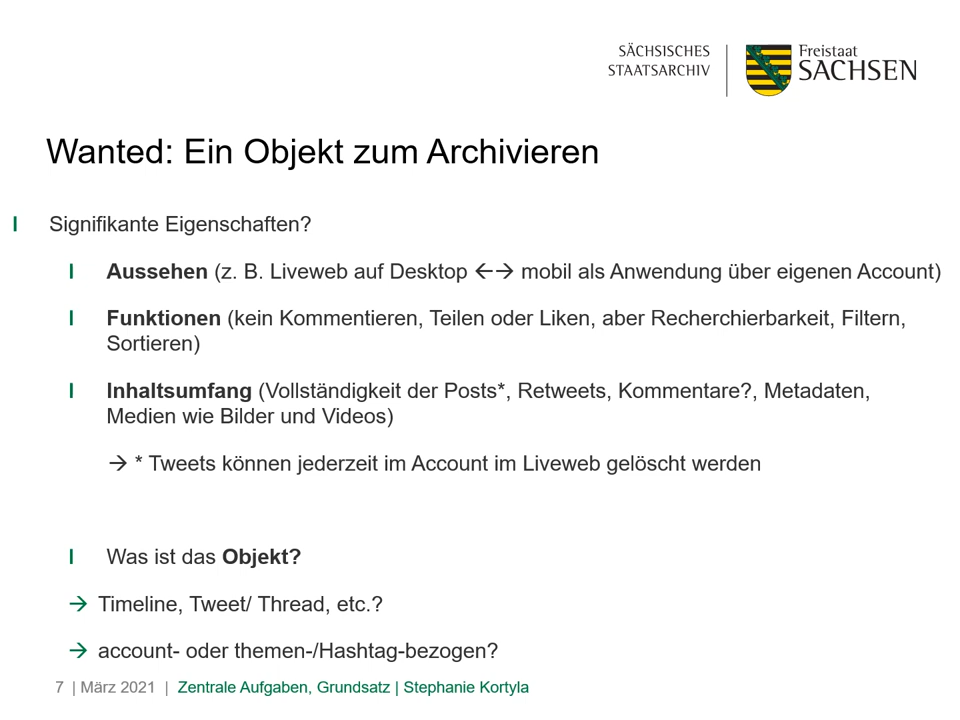 SÄCHSISCHES
STAATSARCHIV
Freistaat
SACHSEN
Wanted: Ein Objekt zum Archivieren
I Signifikante Eigenschaften?
I Aussehen (z. B. Liveweb auf Desktop ←→ mobil als Anwendung über eigenen Account)
I Funktionen (kein Kommentieren, Teilen oder Liken, aber Recherchierbarkeit, Filtern,
Sortieren)
I Inhaltsumfang (Vollständigkeit der Posts*, Retweets, Kommentare?, Metadaten,
Medien wie Bilder und Videos)
→ * Tweets können jederzeit im Account im Liveweb gelöscht werden
I Was ist das Objekt?
→ Timeline, Tweet/ Thread, etc.?
→ account- oder themen-/Hashtag-bezogen?
7 | März 2021 | Zentrale Aufgaben, Grundsatz | Stephanie Kortyla